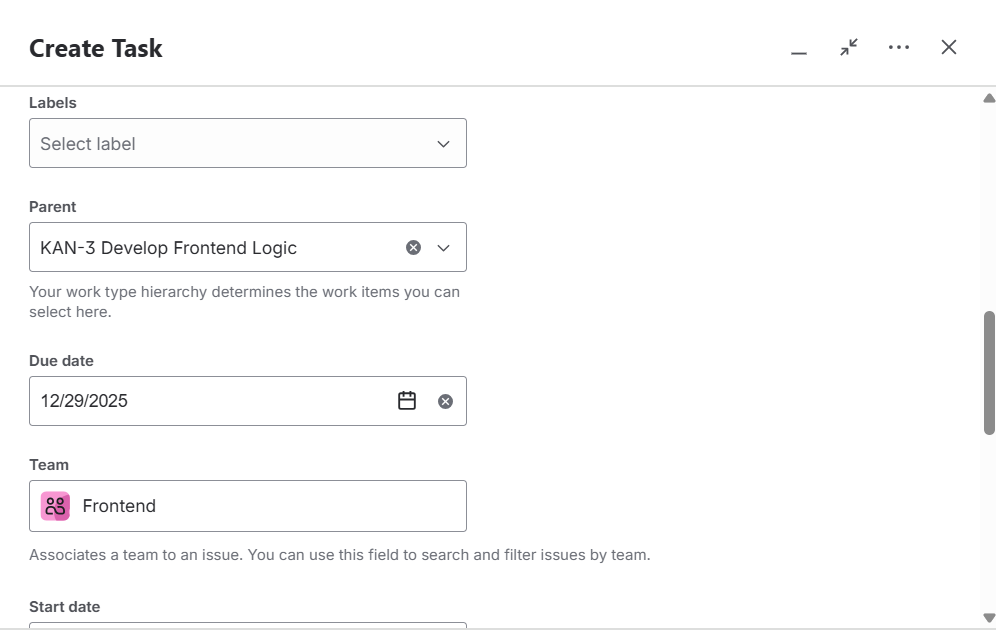 Create Task
Labels
Select label
Parent
KAN-3 Develop Frontend Logic
Your work type hierarchy determines the work items you can
select here.
Due date
12/29/2025
Team
Frontend
Associates a team to an issue. You can use this field to search and filter issues by team.
Start date